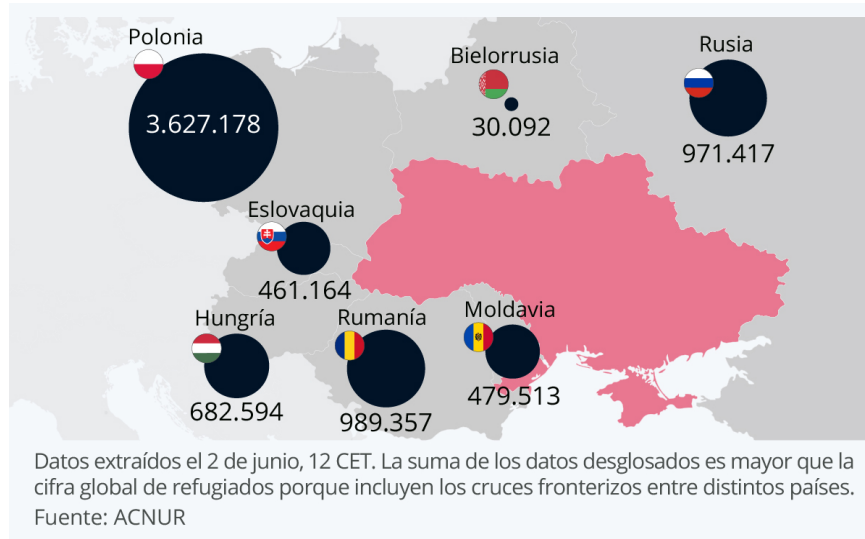 Polonia
3.627.178
Bielorrusia
30.092
Rusia
971.417
Eslovaquia
461.164
Hungría
682.594
Rumanía
989.357
Moldavia
479.513
Datos extraídos el 2 de junio, 12 CET. La suma de los datos desglosados es mayor que la
cifra global de refugiados porque incluyen los cruces fronterizos entre distintos países.
Fuente: ACNUR